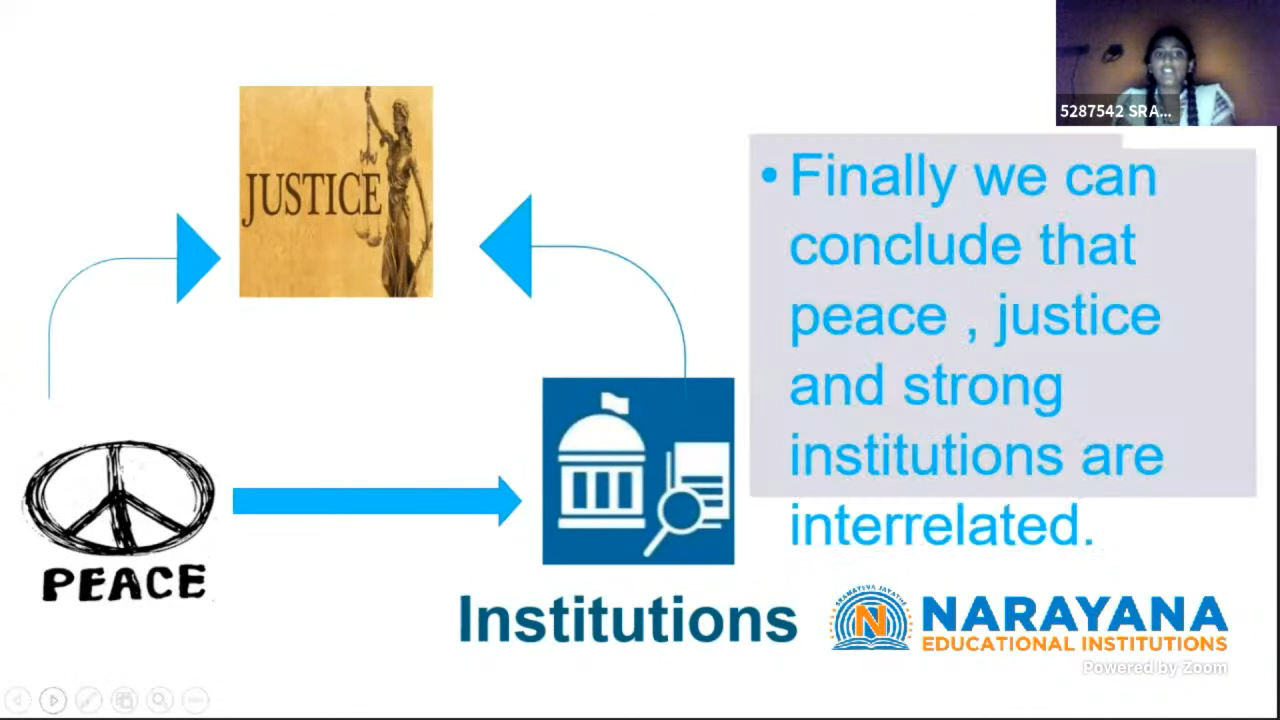 5287542 SRA...
JUSTICE
• Finally we can
conclude that
peace , justice
and strong
institutions are
interrelated.
PEACE
Institutions
N
NARAYANA
EDUCATIONAL INSTITUTIONS
Powered by Zoom